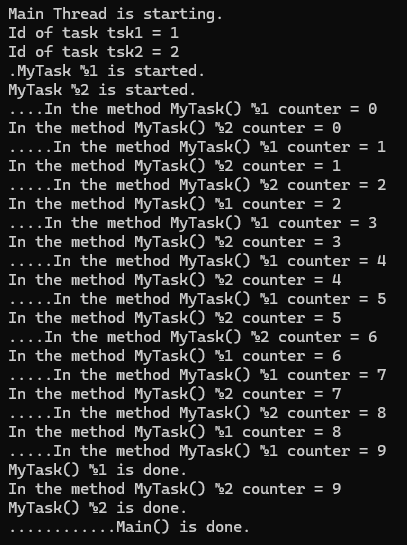 Main Thread is starting.
Id of task tsk1 = 1
Id of task tsk2 = 2
.MyTask №1 is started.
MyTask №2 is started.
....In the method MyTask() №1 counter = 0
In the method MyTask() №2 counter = 0
.....In the method MyTask() №1 counter = 1
In the method MyTask() №2 counter = 1
.....In the method MyTask() №2 counter = 2
In the method MyTask() №1 counter = 2
....In the method MyTask() №1 counter = 3
In the method MyTask() №2 counter = 3
.....In the method MyTask() №1 counter = 4
In the method MyTask() №2 counter = 4
.....In the method MyTask() №1 counter = 5
In the method MyTask() №2 counter = 5
....In the method MyTask() №2 counter = 6
In the method MyTask() №1 counter = 6
.....In the method MyTask() №1 counter = 7
In the method MyTask() №2 counter = 7
.....In the method MyTask() №2 counter = 8
In the method MyTask() №1 counter = 8
.....In the method MyTask() №1 counter = 9
MyTask() №1 is done.
In the method MyTask() №2 counter = 9
MyTask() №2 is done.
............Main() is done.